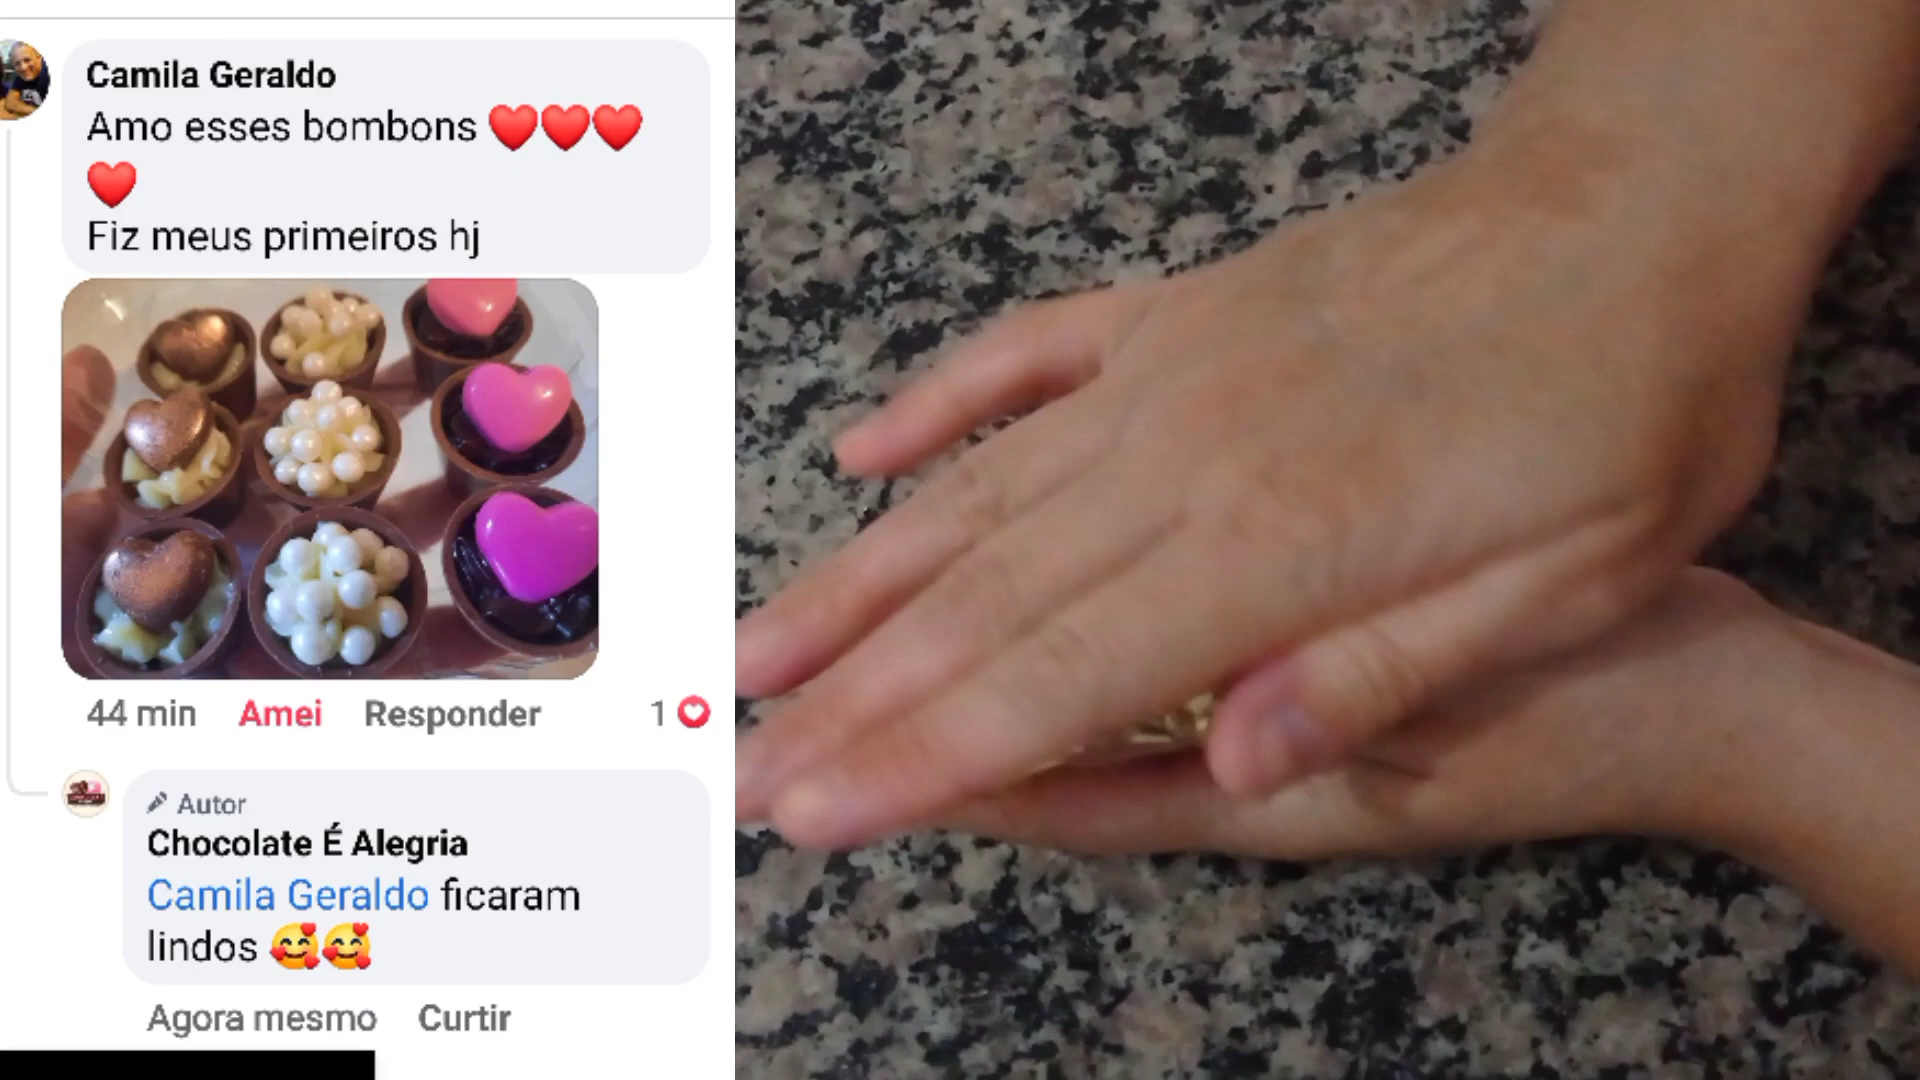 Camila Geraldo
Amo esses bombons ❤️❤️❤️
❤️
Fiz meus primeiros hj
44 min Amei Responder 1
Autor
Chocolate É Alegria
Camila Geraldo ficaram
lindos 🥰🥰
Agora mesmo Curtir